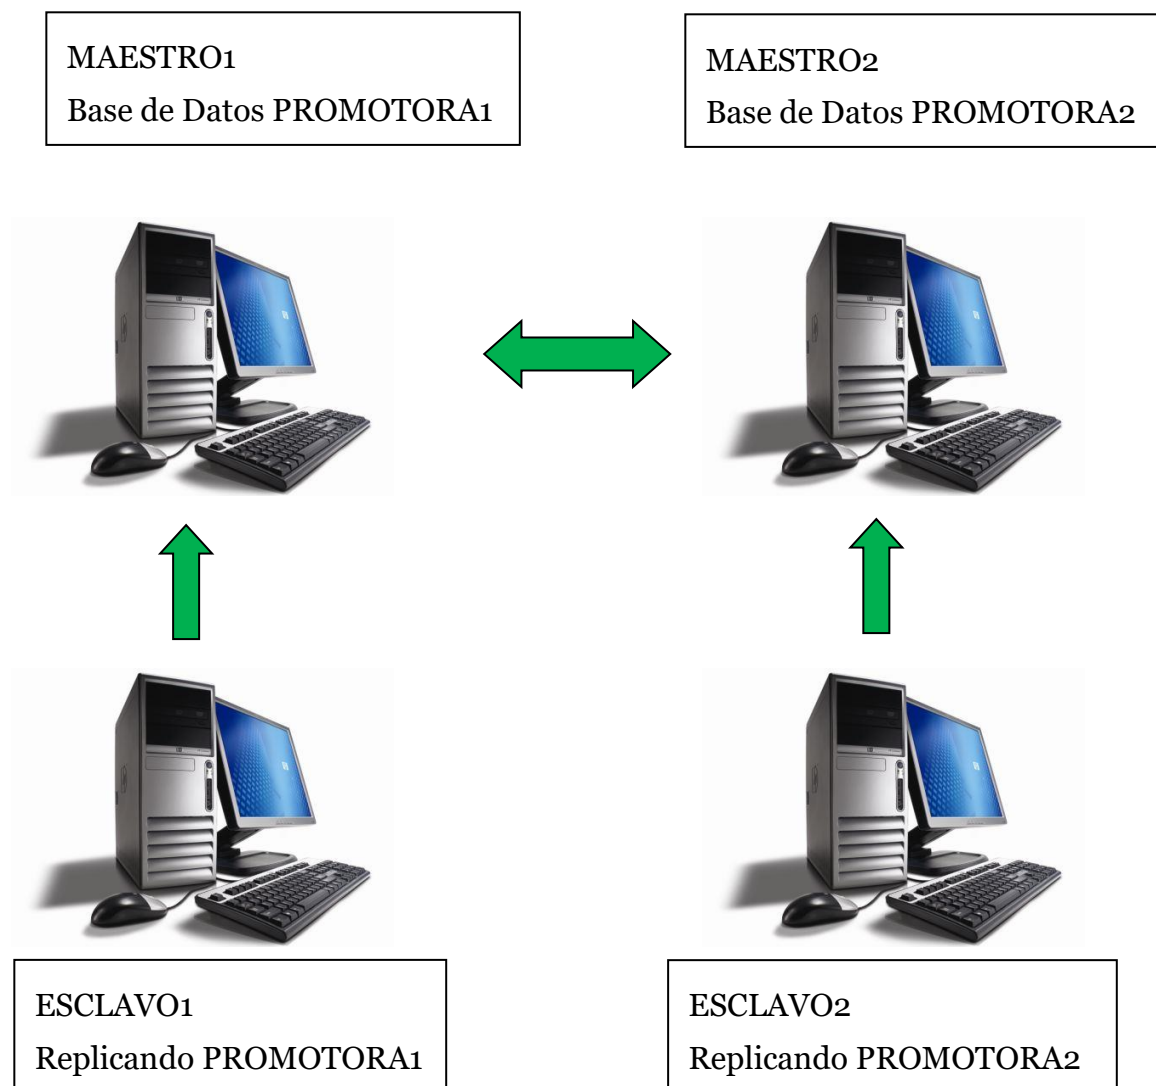 MAESTRO1
Base de Datos PROMOTORA1
MAESTRO2
Base de Datos PROMOTORA2
ESCLAVO1
Replicando PROMOTORA1
ESCLAVO2
Replicando PROMOTORA2